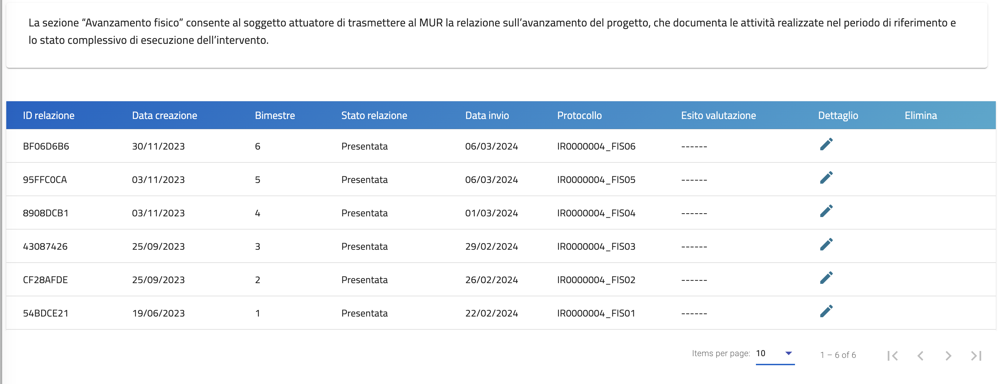 La sezione “Avanzamento fisico” consente al soggetto attuatore di trasmettere al MUR la relazione sull’avanzamento del progetto, che documenta le attività realizzate nel periodo di riferimento e
lo stato complessivo di esecuzione dell’intervento.
ID relazione Data creazione Bimestre Stato relazione Data invio Protocollo Esito valutazione Dettaglio Elimina
BF06D6B6 30/11/2023 6 Presentata 06/03/2024 IR0000004_FIS06 ------
95FFC0CA 03/11/2023 5 Presentata 06/03/2024 IR0000004_FIS05 ------
8908DCB1 03/11/2023 4 Presentata 01/03/2024 IR0000004_FIS04 ------
43087426 25/09/2023 3 Presentata 29/02/2024 IR0000004_FIS03 ------
CF28AFDE 25/09/2023 2 Presentata 26/02/2024 IR0000004_FIS02 ------
54BDCE21 19/06/2023 1 Presentata 22/02/2024 IR0000004_FIS01 ------
Items per page: 10 1 – 6 of 6